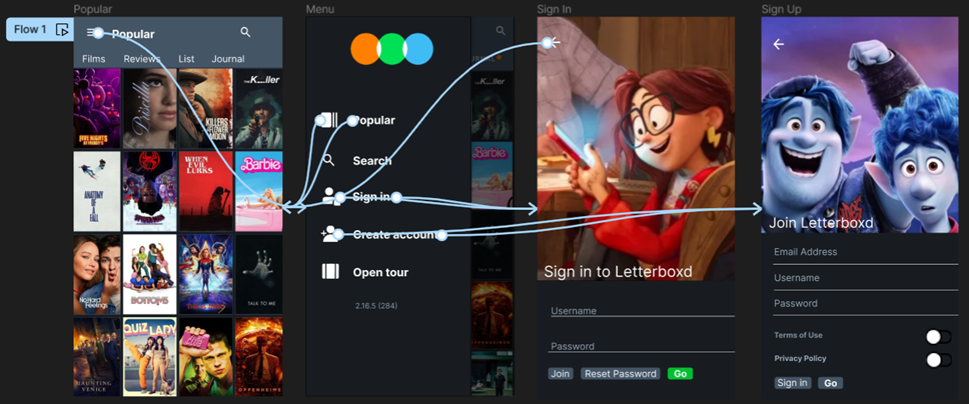 Popular
Menu
Sign In
Sign Up
Flow 1
Popular
Films
Reviews
List
Journal
FIVE NIGHTS
AT FREDDY'S
Priscilla
KILLERS
OF THE FLOWER
MOON
THE
ANATOMY
OF A
FALL
WHEN
EVIL
LURKS
Barbie
No Hard
Feelings
BOTTOMS
TALK TO ME
A HAUNTING
IN VENICE
QUIZ LADY
OPPENHEIMER
Popular
Search
Sign in
Create account
Open tour
2.16.5 (284)
Barbie
Sign in to Letterboxd
Username
Password
Join
Reset Password
Go
Join Letterboxd
Email Address
Username
Password
Terms of Use
Privacy Policy
Sign in
Go